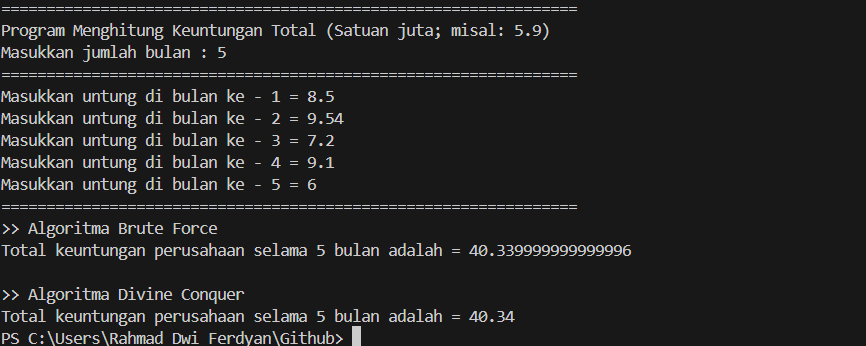 ================================================================
Program Menghitung Keuntungan Total (Satuan juta; misal: 5.9)
Masukkan jumlah bulan : 5
================================================================
Masukkan untung di bulan ke - 1 = 8.5
Masukkan untung di bulan ke - 2 = 9.54
Masukkan untung di bulan ke - 3 = 7.2
Masukkan untung di bulan ke - 4 = 9.1
Masukkan untung di bulan ke - 5 = 6
================================================================
>> Algoritma Brute Force
Total keuntungan perusahaan selama 5 bulan adalah = 40.339999999999996

>> Algoritma Divine Conquer
Total keuntungan perusahaan selama 5 bulan adalah = 40.34
PS C:\Users\Rahmad Dwi Ferdyan\Github>